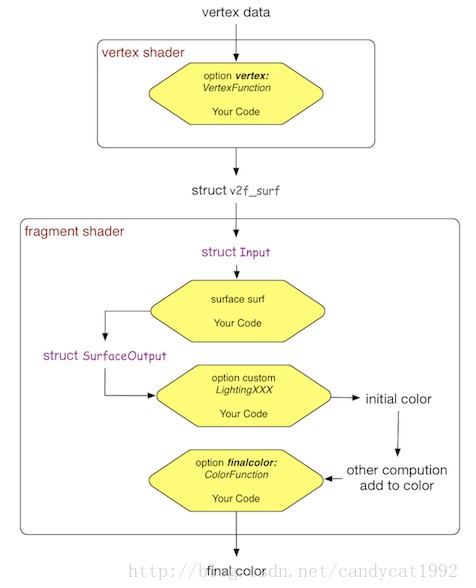 vertex data
vertex shader
option vertex:
VertexFunction
Your Code
struct v2f_surf
fragment shader
struct Input
surface surf
Your Code
struct SurfaceOutput
option custom
LightingXXX
Your Code
initial color
other compution
add to color
option finalcolor:
ColorFunction
Your Code
final color
http://blog.csdn.net/candycat1992